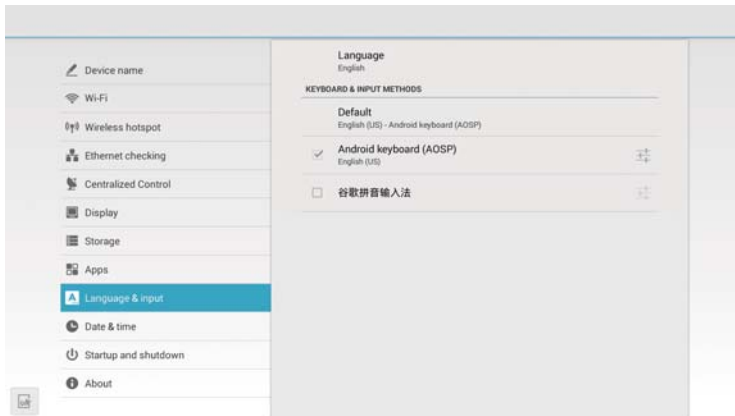 Device name
Wi-Fi
Wireless hotspot
Ethernet checking
Centralized Control
Display
Storage
Apps
Language & input
Date & time
Startup and shutdown
About
Language
English
KEYBOARD & INPUT METHODS
Default
English (US) - Android keyboard (AOSP)
Android keyboard (AOSP)
English (US)
谷歌拼音输入法